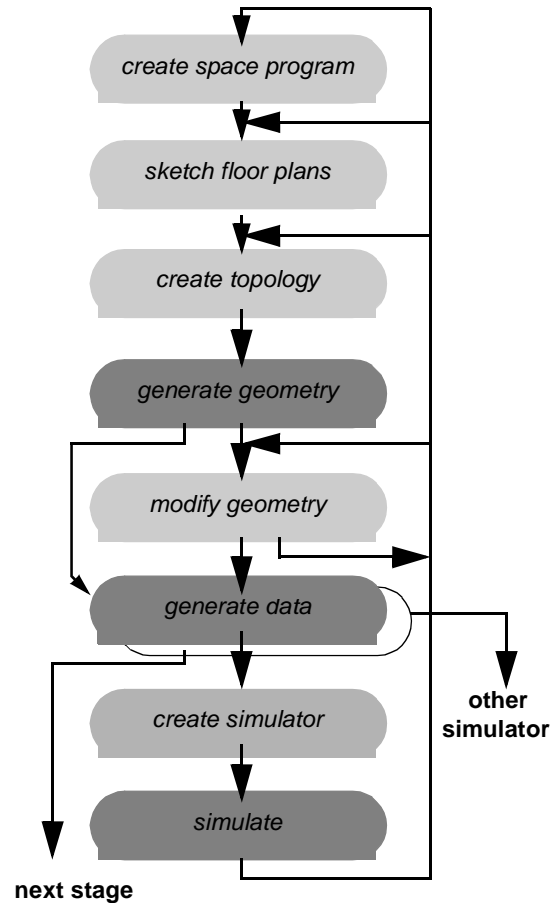 create space program
sketch floor plans
create topology
generate geometry
modify geometry
generate data
other
simulator
create simulator
simulate
next stage